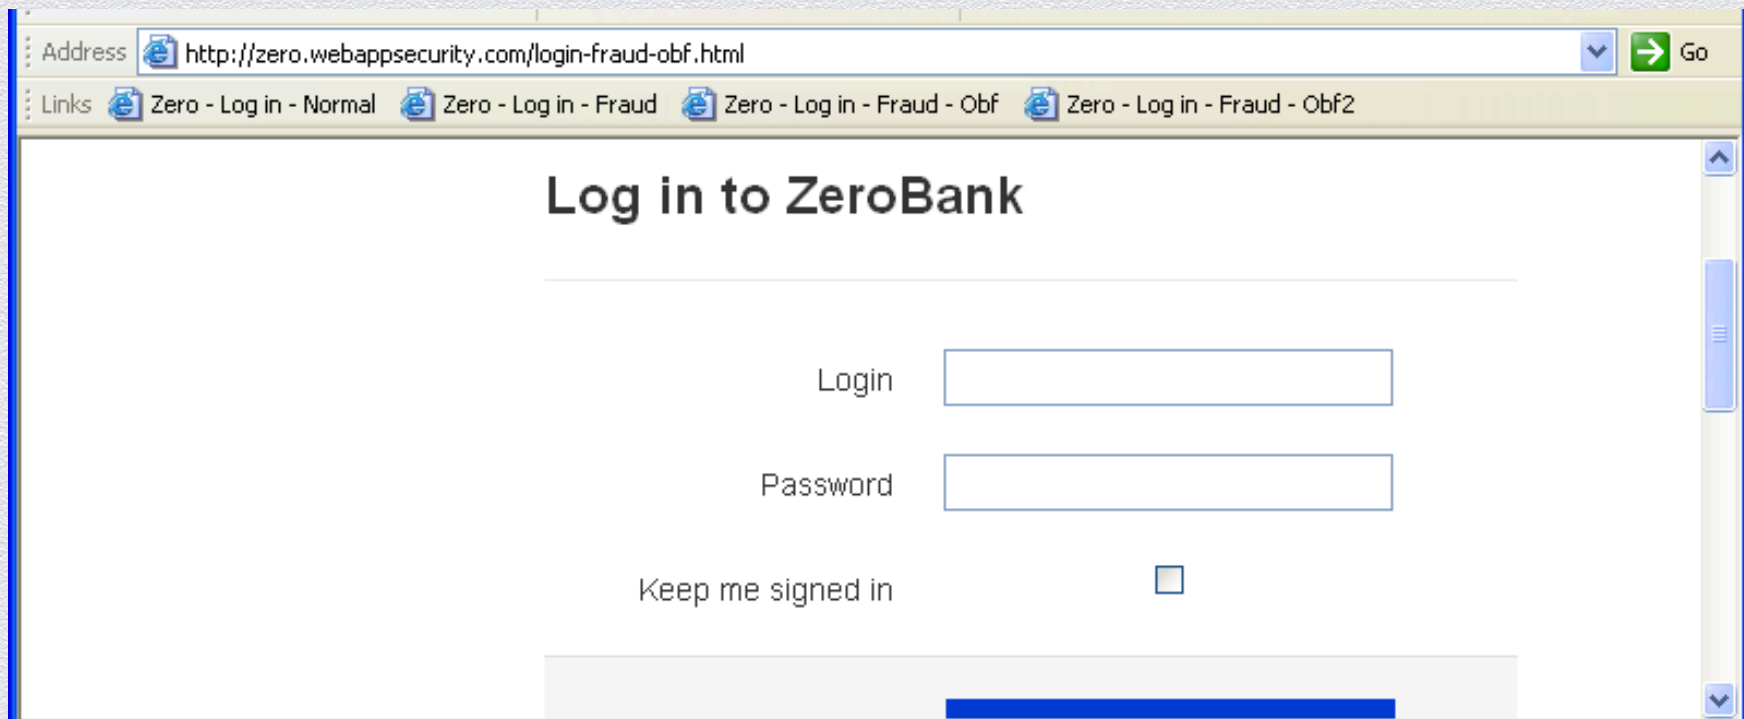 Address http://zero.webappsecurity.com/login-fraud-obf.html Go
Links Zero - Log in - Normal Zero - Log in - Fraud Zero - Log in - Fraud - Obf Zero - Log in - Fraud - Obf2
Log in to ZeroBank
Login
Password
Keep me signed in